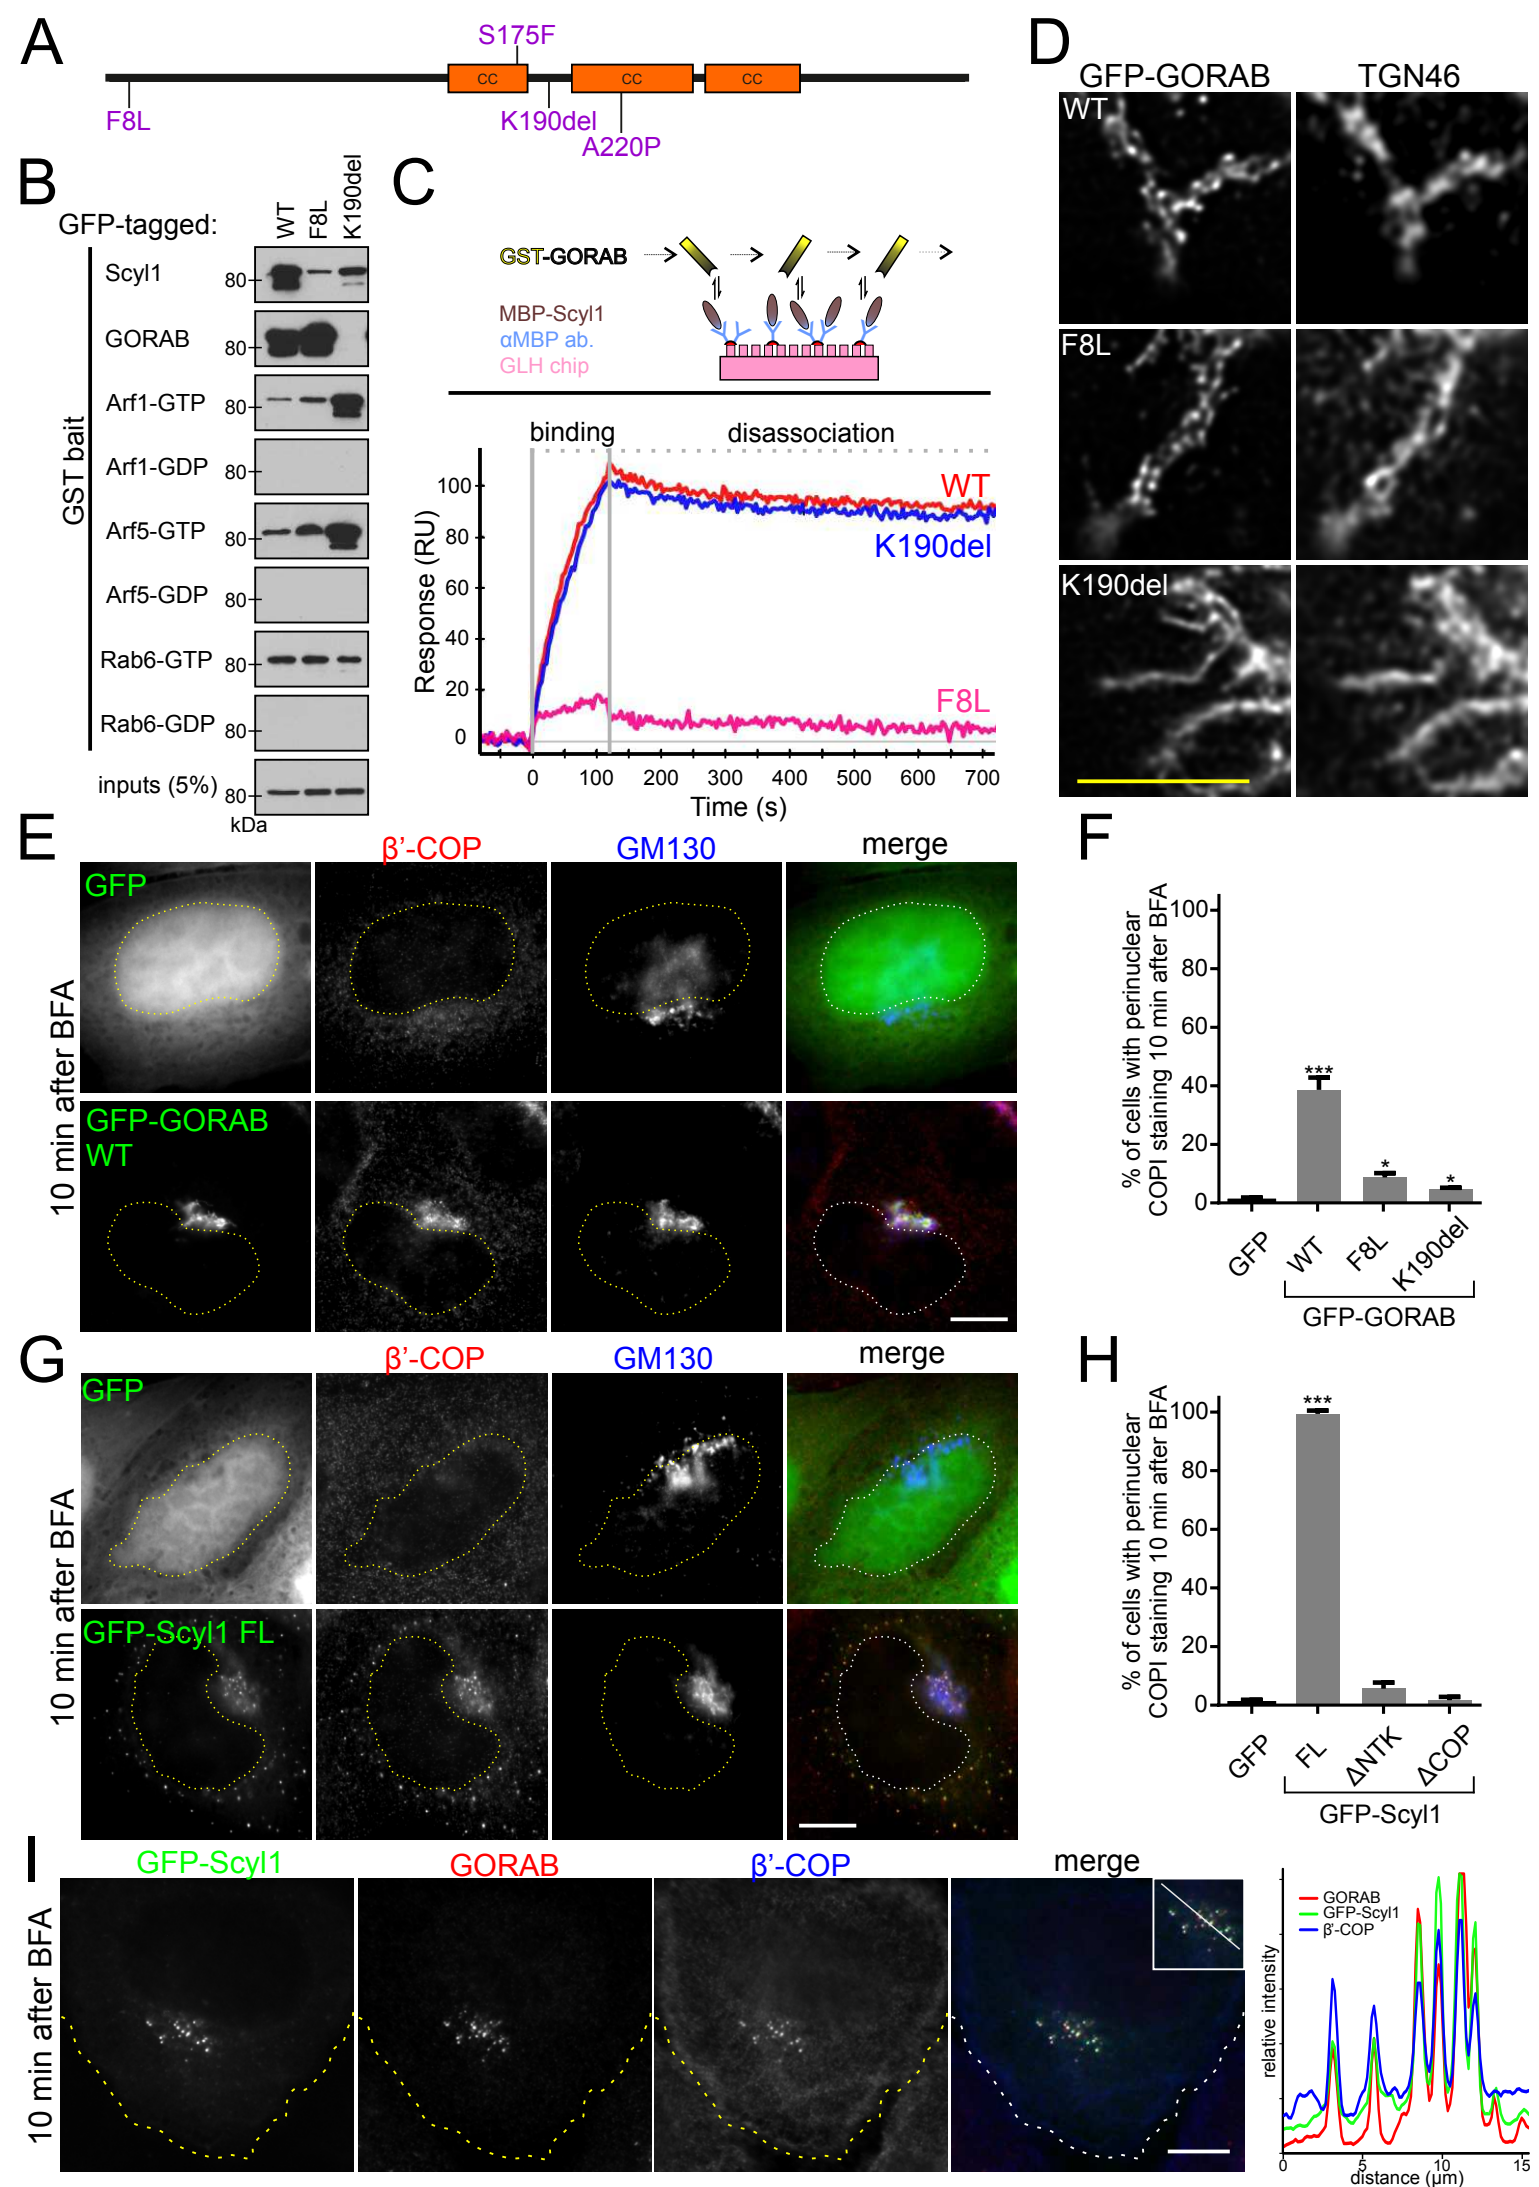 A
S175F
CC
CC
CC
F8L
K190del
A220P
B
GFP-tagged:
WT
F8L
K190del
GST bait
Scyl1
80
GORAB
80
Arf1-GTP
80
Arf1-GDP
80
Arf5-GTP
80
Arf5-GDP
80
Rab6-GTP
80
Rab6-GDP
80
inputs (5%)
80
kDa
C
GST-GORAB
MBP-Scyl1
αMBP ab.
GLH chip
binding
disassociation
Response (RU)
100
80
60
40
20
0
WT
K190del
F8L
0 100 200 300 400 500 600 700
Time (s)
D
GFP-GORAB
TGN46
WT
F8L
K190del
E
β'-COP
GM130
merge
10 min after BFA
GFP
GFP-GORAB
WT
F
% of cells with perinuclear
COPI staining 10 min after BFA
100
80
60
40
20
0
***
*
*
GFP
WT
F8L
K190del
GFP-GORAB
G
β'-COP
GM130
merge
10 min after BFA
GFP
GFP-Scyl1 FL
H
% of cells with perinuclear
COPI staining 10 min after BFA
100
80
60
40
20
0
***
GFP
FL
ΔNTK
ΔCOP
GFP-Scyl1
I
GFP-Scyl1
GORAB
β'-COP
merge
10 min after BFA
relative intensity
GORAB
GFP-Scyl1
β'-COP
0 5 10 15
distance (μm)